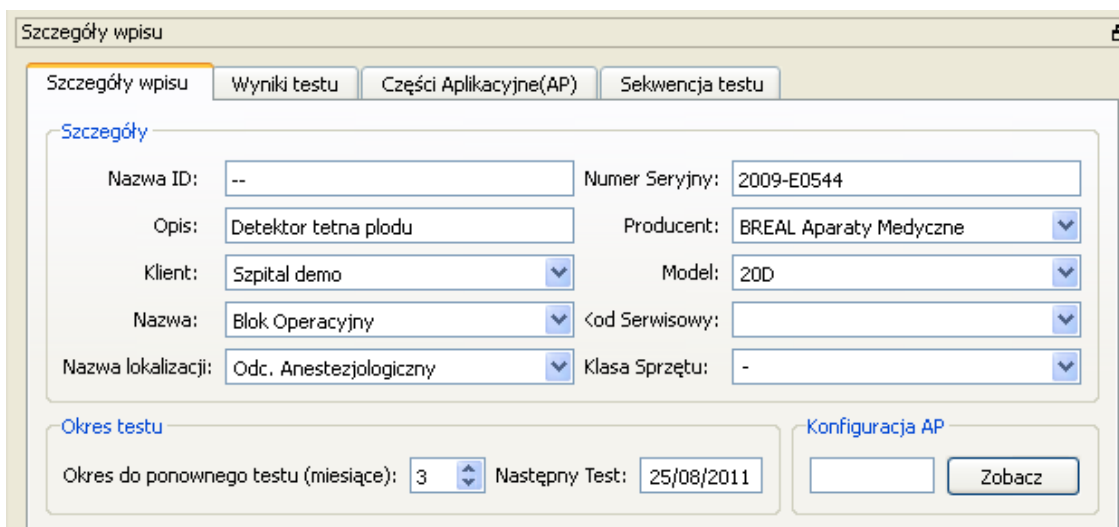 Szczegóły wpisu
Szczegóły wpisu Wyniki testu Części Aplikacyjne(AP) Sekwencja testu
Szczegóły
Nazwa ID: -- Numer Seryjny: 2009-E0544
Opis: Detektor tetna plodu Producent: BREAL Aparaty Medyczne
Klient: Szpital demo Model: 20D
Nazwa: Blok Operacyjny Kod Serwisowy:
Nazwa lokalizacji: Odc. Anestezjologiczny Klasa Sprzętu: -
Okres testu Konfiguracja AP
Okres do ponownego testu (miesiące): 3 Następny Test: 25/08/2011 Zobacz